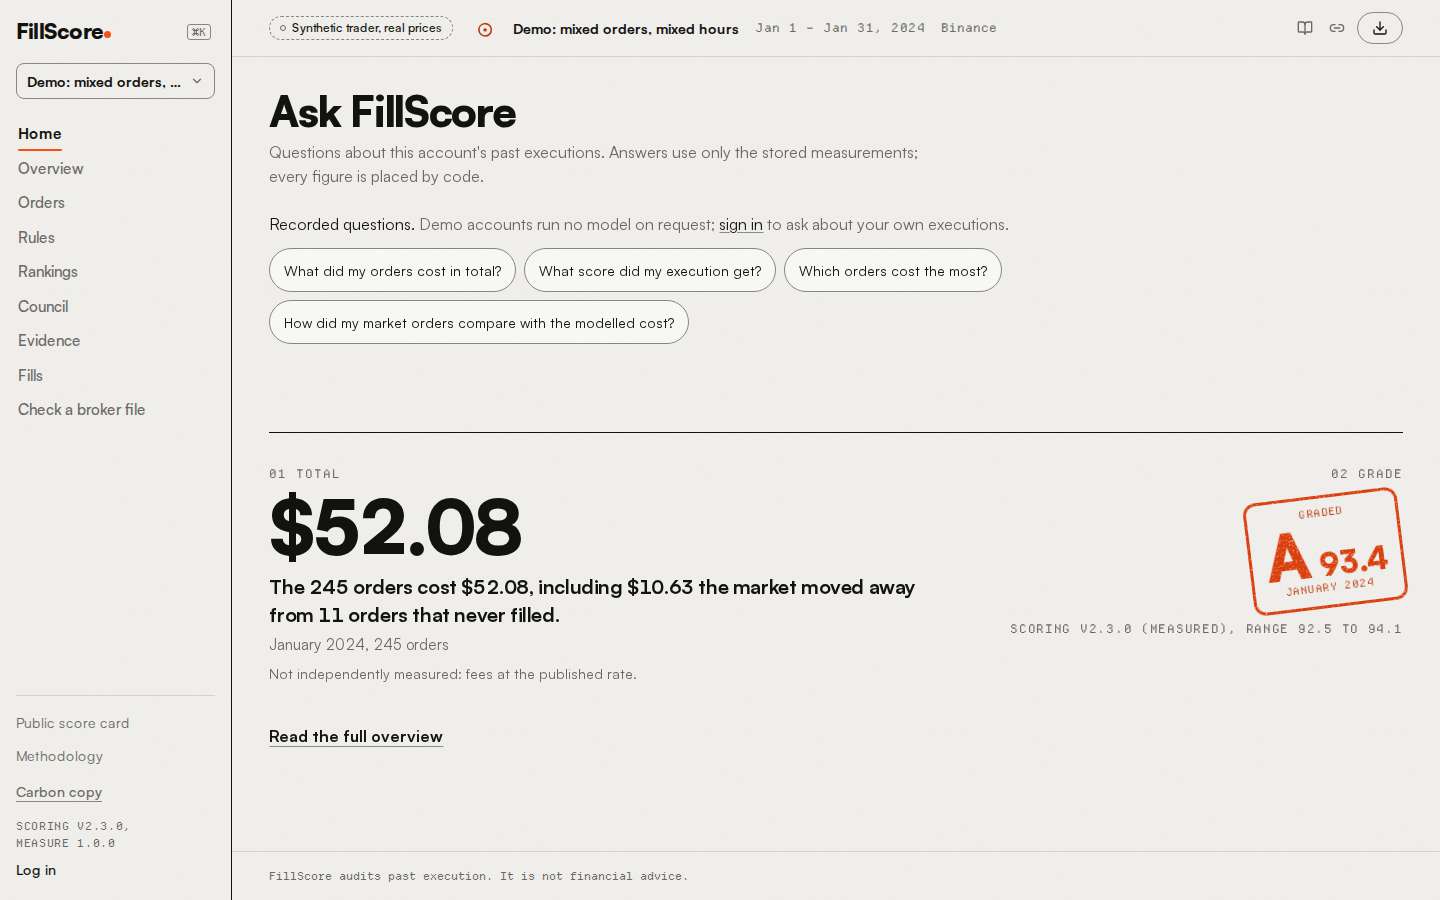 FillScore
⌘K
Demo: mixed orders, ...
Home
Overview
Orders
Rules
Rankings
Council
Evidence
Fills
Check a broker file
Public score card
Methodology
Carbon copy
SCORING V2.3.0,
MEASURE 1.0.0
Log in
Synthetic trader, real prices
Demo: mixed orders, mixed hours Jan 1 – Jan 31, 2024 Binance
Ask FillScore
Questions about this account's past executions. Answers use only the stored measurements;
every figure is placed by code.
Recorded questions. Demo accounts run no model on request; sign in to ask about your own executions.
What did my orders cost in total?
What score did my execution get?
Which orders cost the most?
How did my market orders compare with the modelled cost?
01 TOTAL
$52.08
The 245 orders cost $52.08, including $10.63 the market moved away
from 11 orders that never filled.
January 2024, 245 orders
Not independently measured: fees at the published rate.
Read the full overview
02 GRADE
GRADED
A 93.4
JANUARY 2024
SCORING V2.3.0 (MEASURED), RANGE 92.5 TO 94.1
FillScore audits past execution. It is not financial advice.